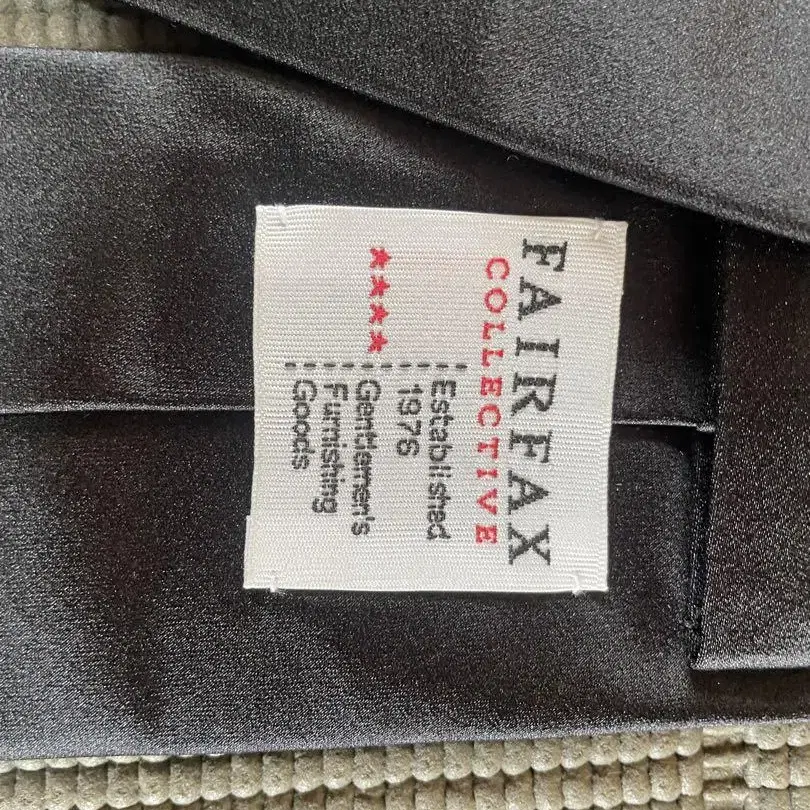 FAIRFAX
COLLECTIVE
Established
1976
Gentlemen's
Furnishing
Goods